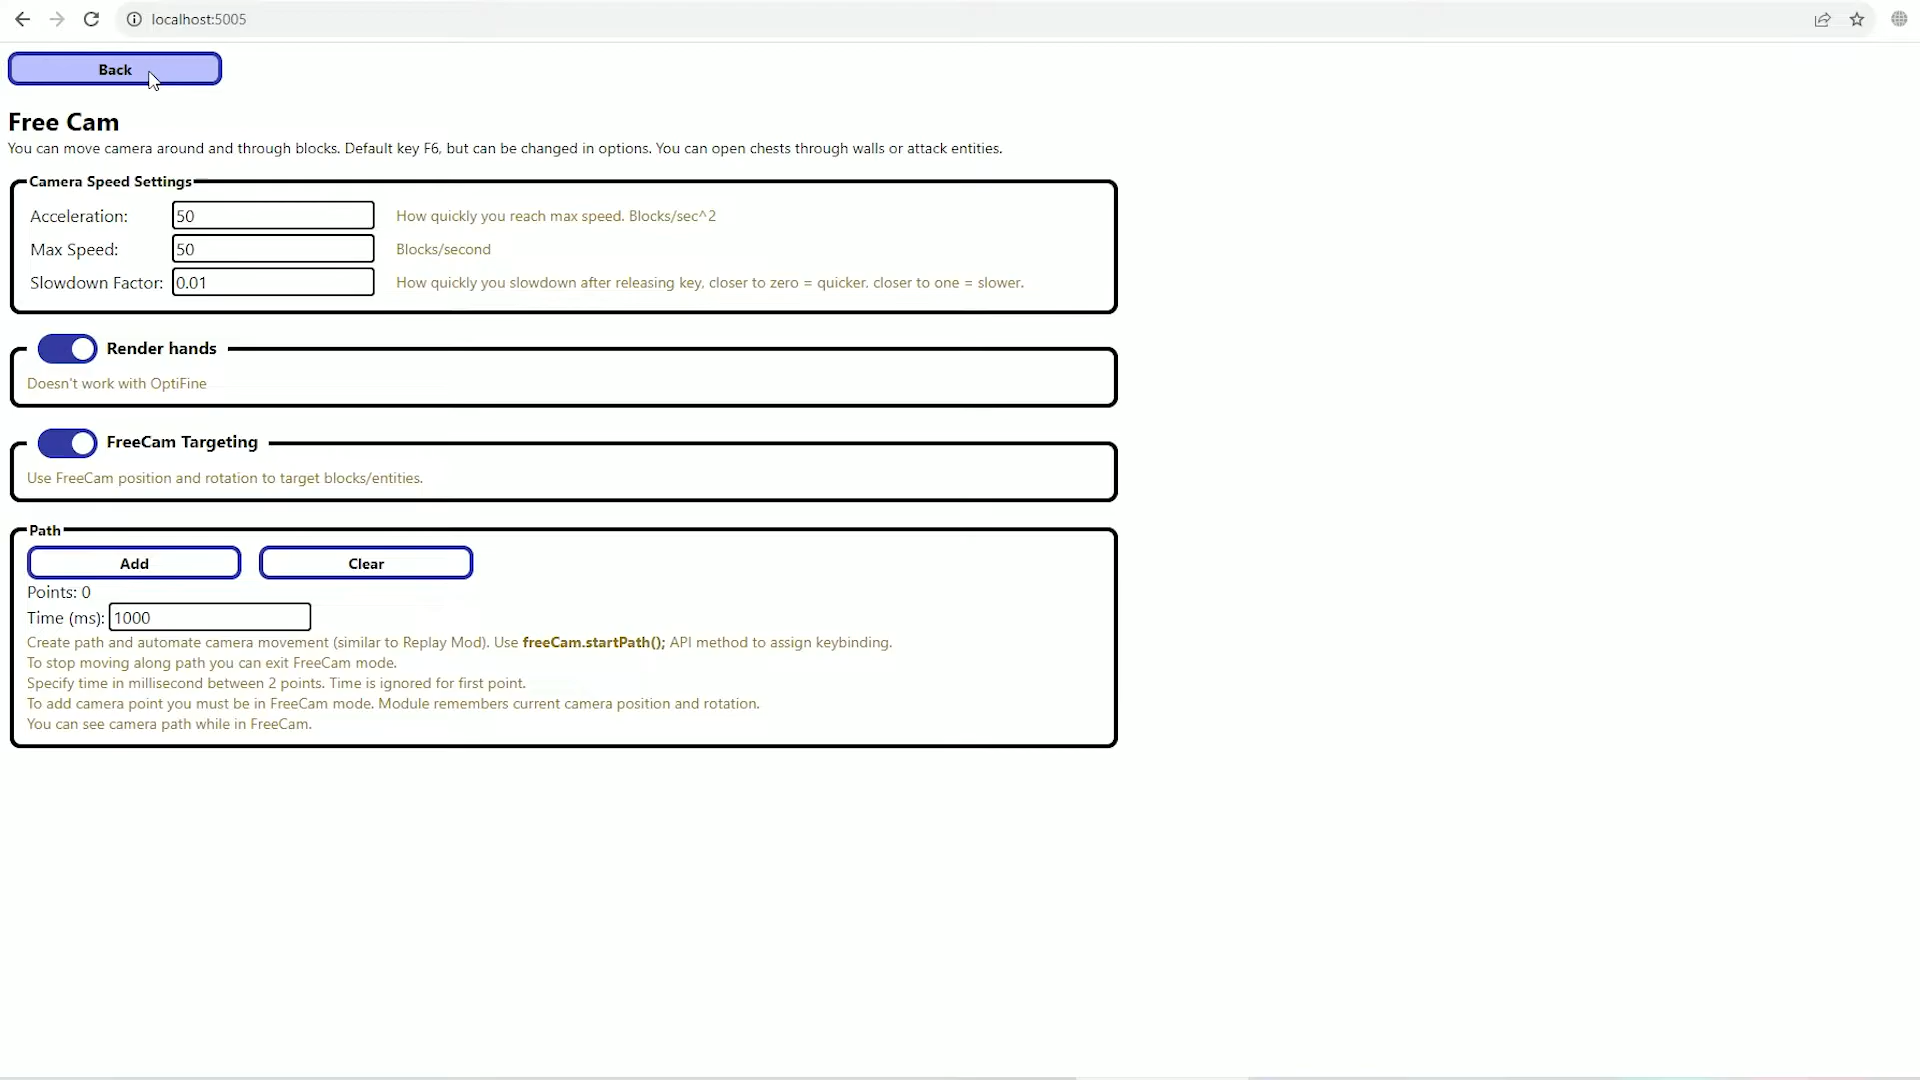 localhost:5005
Back
Free Cam
You can move camera around and through blocks. Default key F6, but can be changed in options. You can open chests through walls or attack entities.
Camera Speed Settings
Acceleration: 50 How quickly you reach max speed. Blocks/sec^2
Max Speed: 50 Blocks/second
Slowdown Factor: 0.01 How quickly you slowdown after releasing key, closer to zero = quicker. closer to one = slower.
Render hands
Doesn't work with OptiFine
FreeCam Targeting
Use FreeCam position and rotation to target blocks/entities.
Path
Add Clear
Points: 0
Time (ms): 1000
Create path and automate camera movement (similar to Replay Mod). Use freeCam.startPath(); API method to assign keybinding.
To stop moving along path you can exit FreeCam mode.
Specify time in millisecond between 2 points. Time is ignored for first point.
To add camera point you must be in FreeCam mode. Module remembers current camera position and rotation.
You can see camera path while in FreeCam.